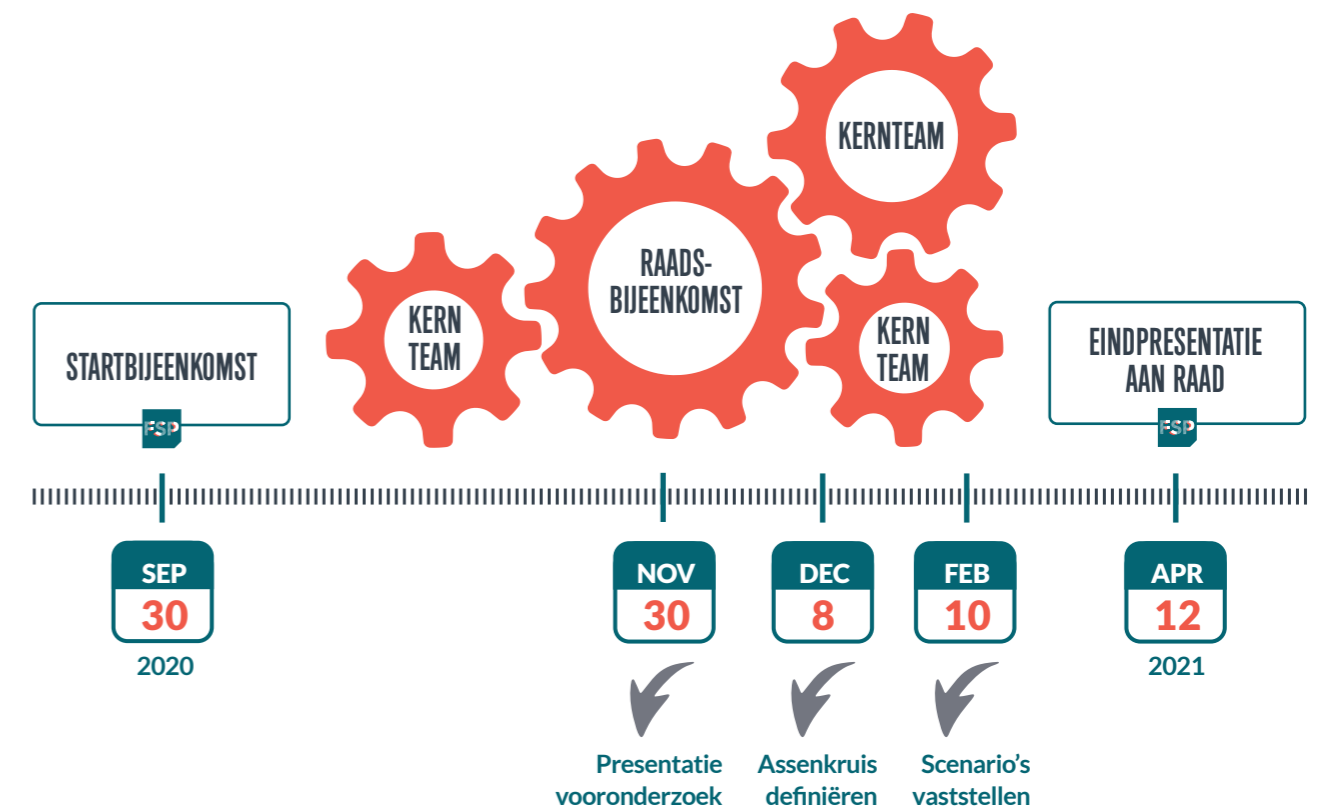 KERNTEAM
RAADS-
BIJEENKOMST
KERN
TEAM
KERN
TEAM
STARTBIJEENKOMST
FSP
EINDPRESENTATIE
AAN RAAD
FSP
SEP
30
2020
NOV
30
DEC
8
FEB
10
APR
12
2021
Presentatie
vooronderzoek
Assenkruis
definiëren
Scenario’s
vaststellen